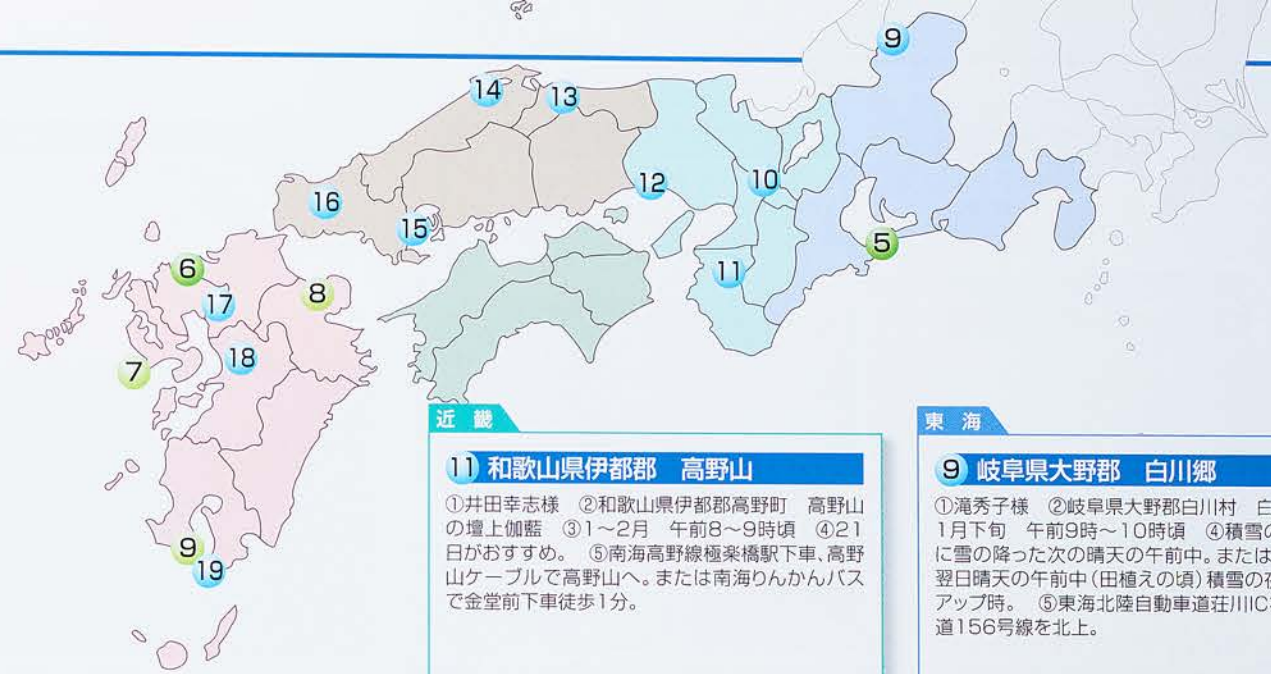 9
14
13
12
10
16
15
5
11
6
17
8
18
7
9
19
近畿
11 和歌山県伊都郡 高野山
①井田幸志様 ②和歌山県伊都郡高野町 高野山
の壇上伽藍 ③1〜2月 午前8〜9時頃 ④21
日がおすすめ。 ⑤南海高野線極楽橋駅下車、高野
山ケーブルで高野山へ。または南海りんかんバス
で金堂前下車徒歩1分。
東海
9 岐阜県大野郡 白川郷
①滝秀子様 ②岐阜県大野郡白川村 白
1月下旬 午前9時〜10時頃 ④積雪の
に雪の降った次の晴天の午前中。または
翌日晴天の午前中(田植えの頃)積雪の
アップ時。 ⑤東海北陸自動車道荘川IC
道156号線を北上。